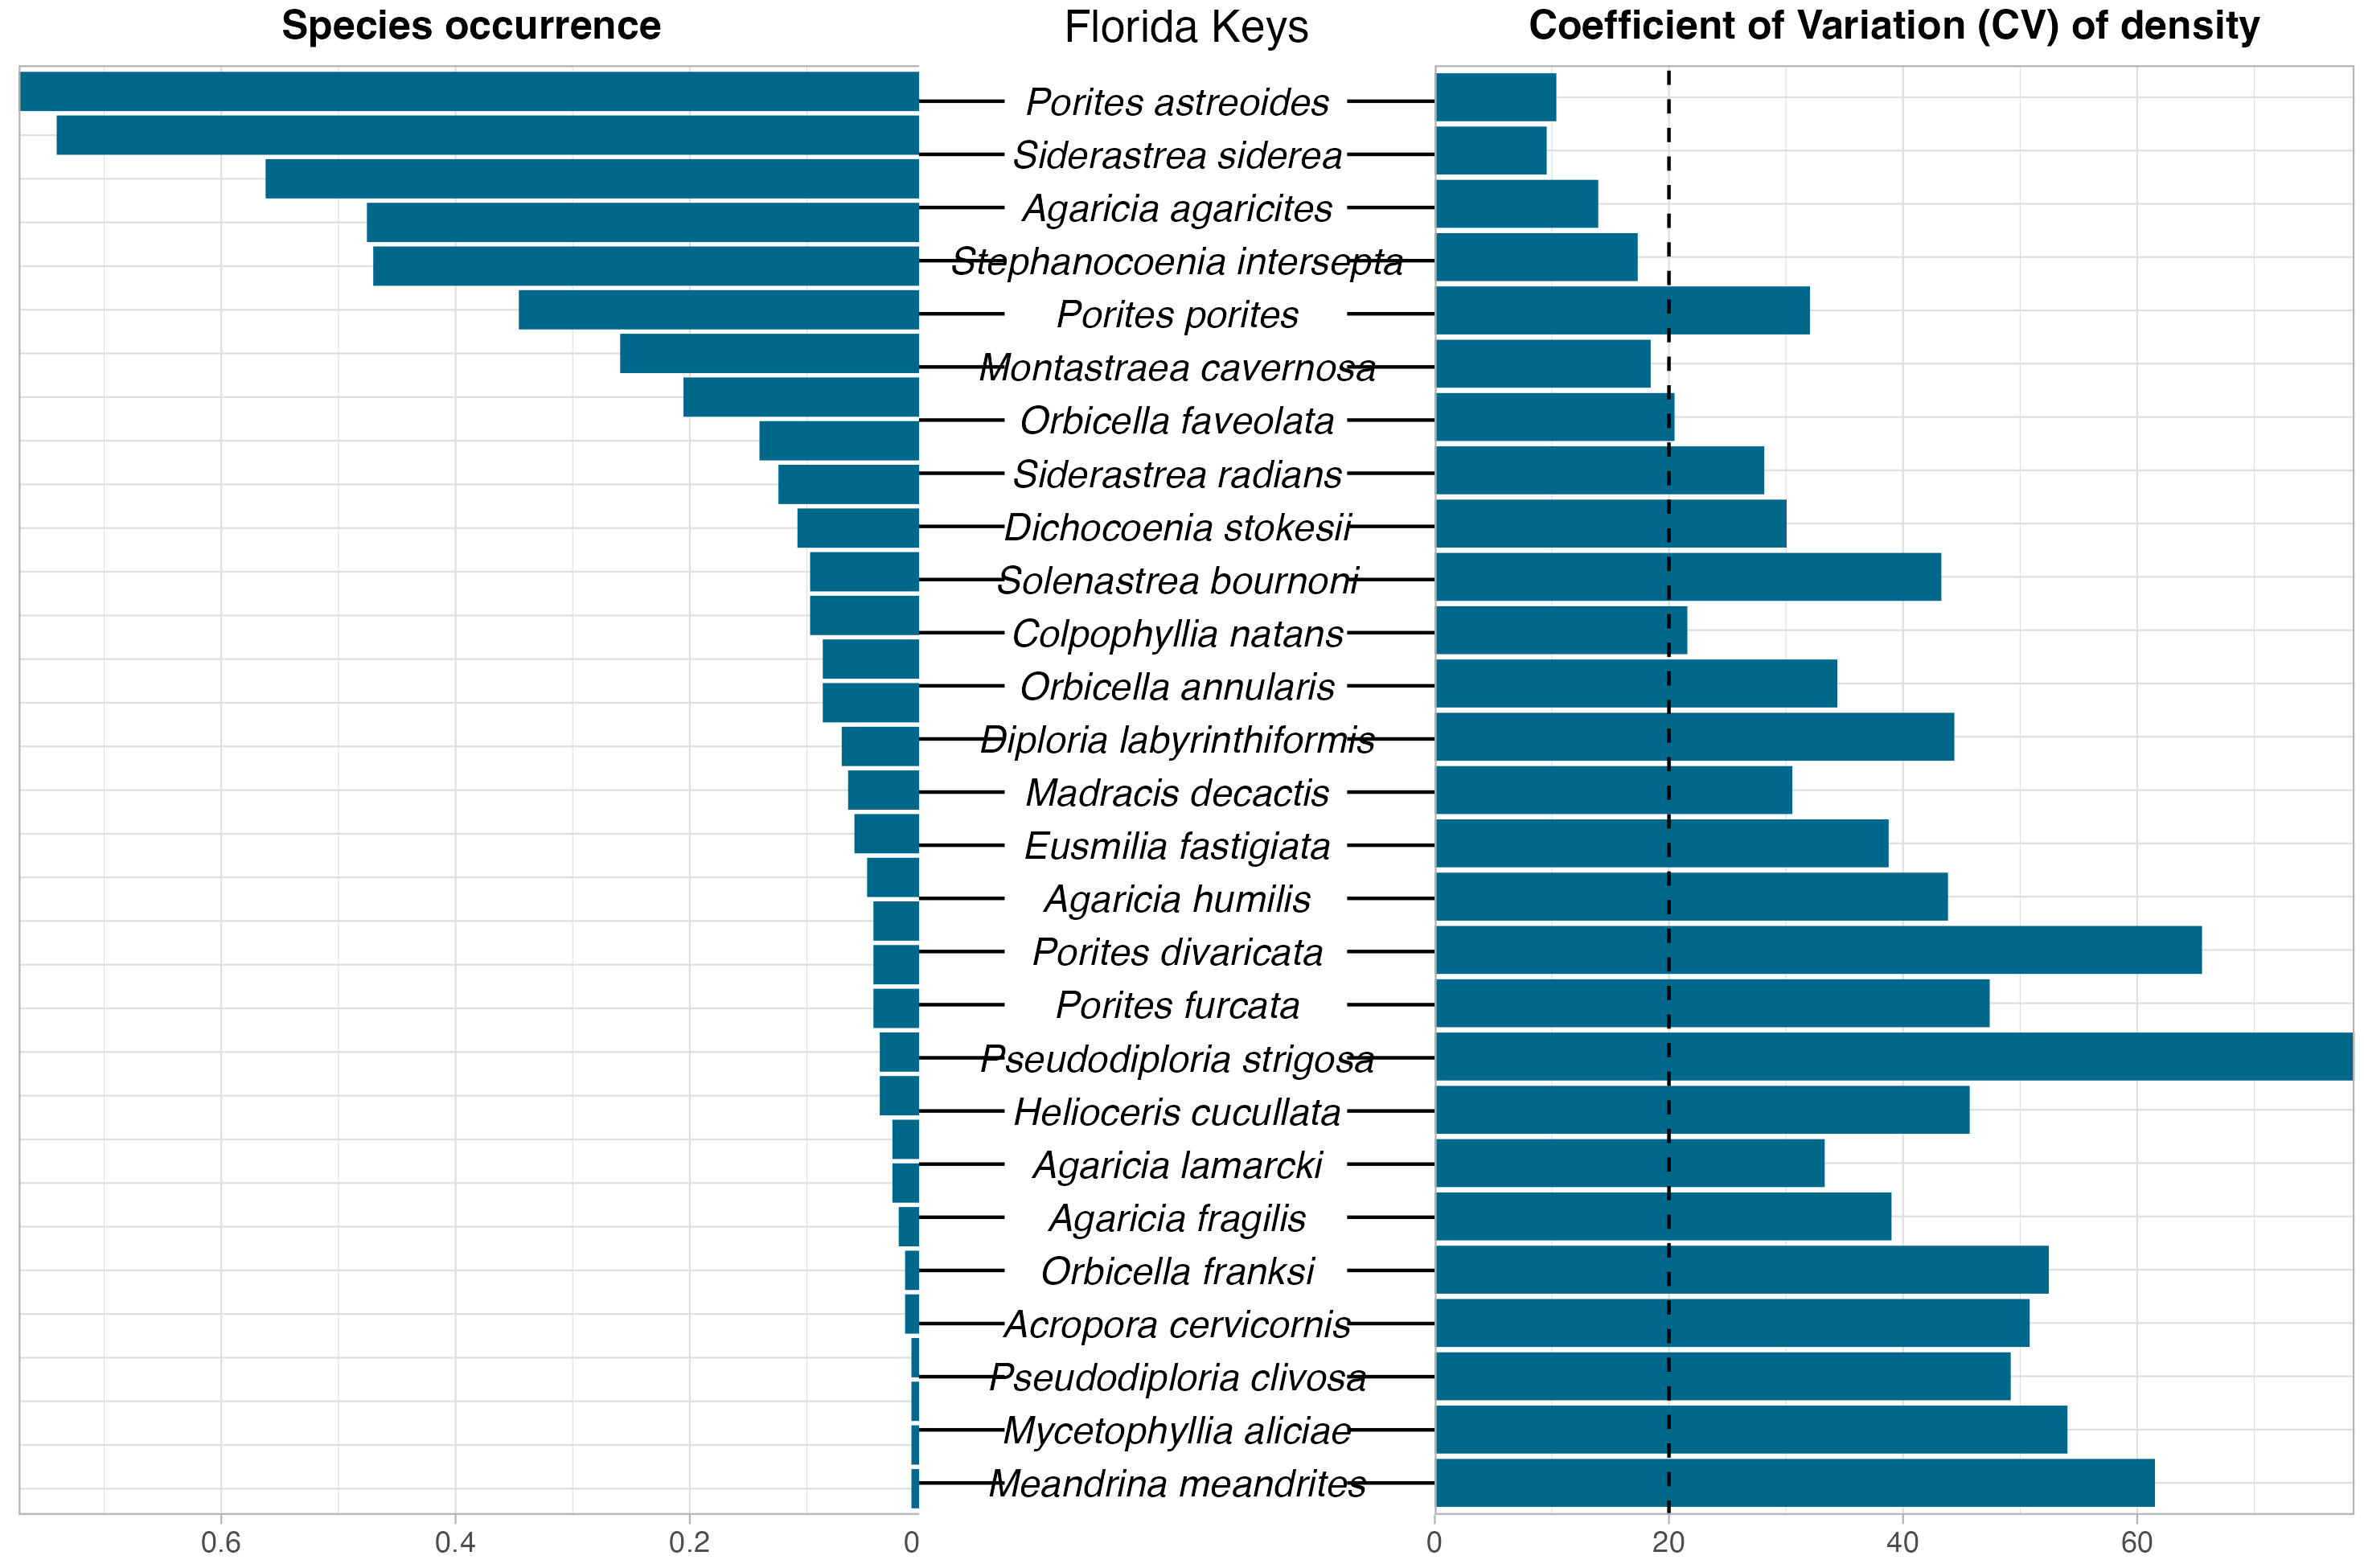 Species occurrence
Florida Keys
Coefficient of Variation (CV) of density
Porites astreoides
Siderastrea siderea
Agaricia agaricites
Stephanocoenia intersepta
Porites porites
Montastraea cavernosa
Orbicella faveolata
Siderastrea radians
Dichocoenia stokesii
Solenastrea bournoni
Colpophyllia natans
Orbicella annularis
Diploria labyrinthiformis
Madracis decactis
Eusmilia fastigiata
Agaricia humilis
Porites divaricata
Porites furcata
Pseudodiploria strigosa
Helioceris cucullata
Agaricia lamarcki
Agaricia fragilis
Orbicella franksi
Acropora cervicornis
Pseudodiploria clivosa
Mycetophyllia aliciae
Meandrina meandrites
0.6 0.4 0.2 0
0 20 40 60